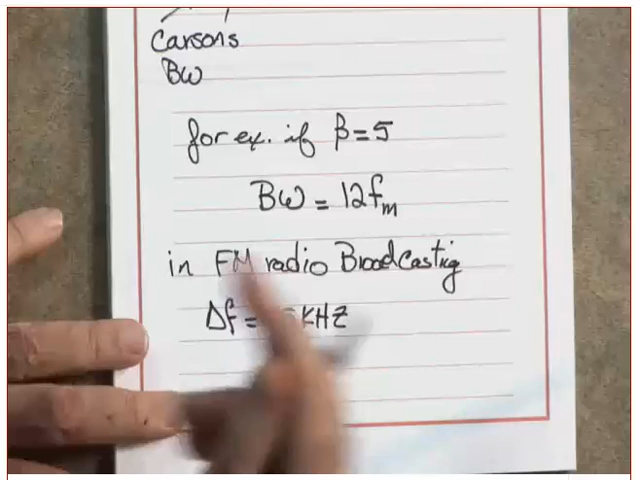 Carsons
BW
for ex. if β=5
BW = 12fm
in FM radio Broadcasting
Δf = KHZ